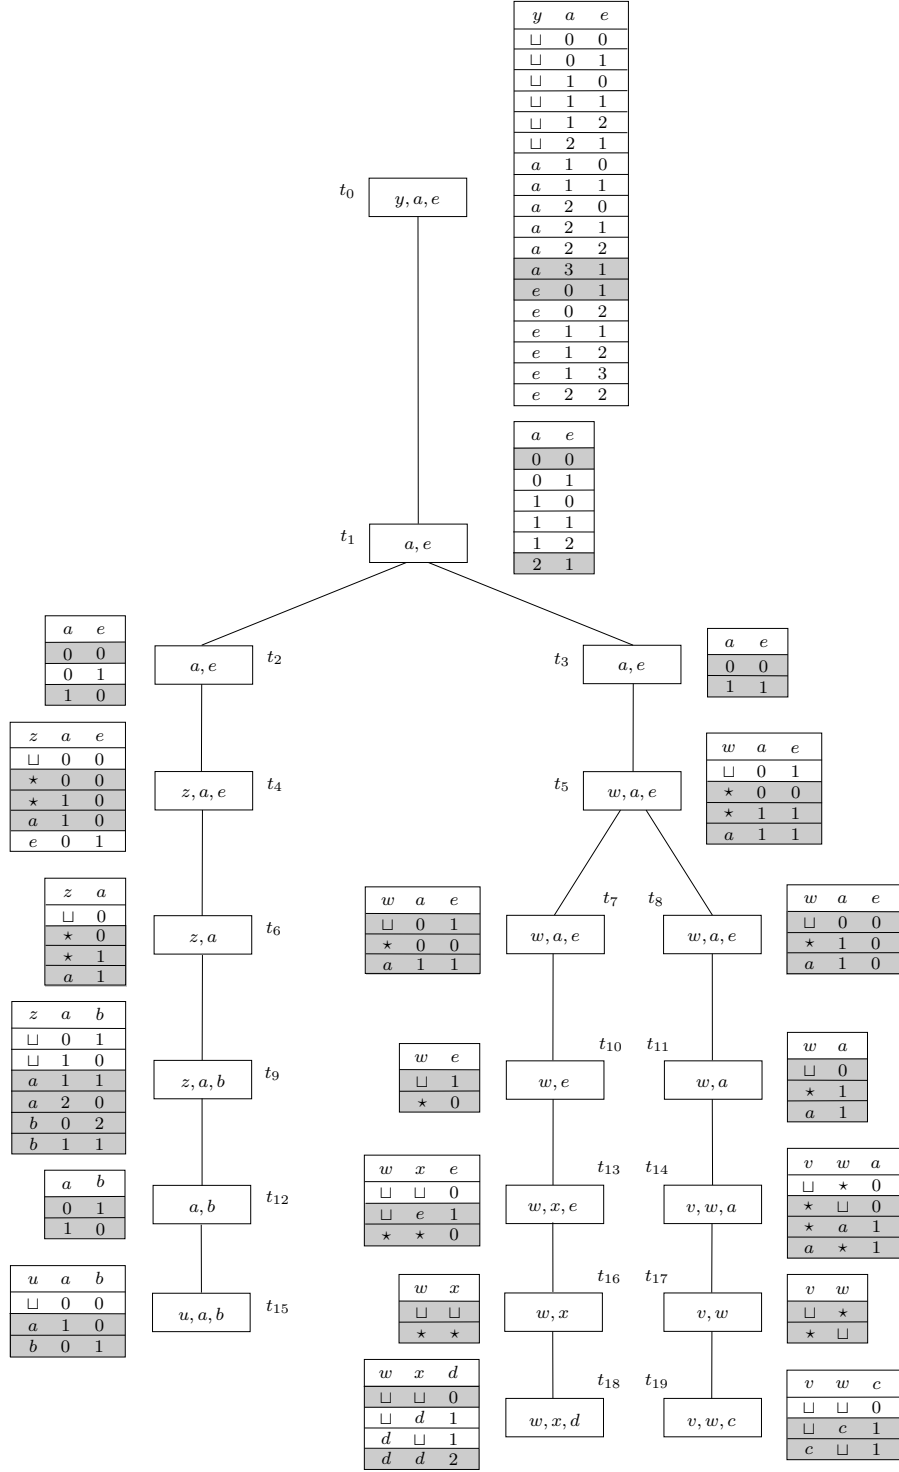 y a e
⊔ 0 0
⊔ 0 1
⊔ 1 0
⊔ 1 1
⊔ 1 2
⊔ 2 1
a 1 0
a 1 1
a 2 0
a 2 1
a 2 2
a 3 1
e 0 1
e 0 2
e 1 1
e 1 2
e 1 3
e 2 2
t₀
y, a, e
a e
0 0
0 1
1 0
1 1
1 2
2 1
t₁
a, e
a e
0 0
0 1
1 0
a, e
t₂
t₃
a, e
a e
0 0
1 1
z a e
⊔ 0 0
⋆ 0 0
⋆ 1 0
a 1 0
e 0 1
z, a, e
t₄
t₅
w, a, e
w a e
⊔ 0 1
⋆ 0 0
⋆ 1 1
a 1 1
z a
⊔ 0
⋆ 0
⋆ 1
a 1
z, a
t₆
w a e
⊔ 0 1
⋆ 0 0
a 1 1
t₇
w, a, e
t₈
w, a, e
w a e
⊔ 0 0
⋆ 1 0
a 1 0
z a b
⊔ 0 1
⊔ 1 0
a 1 1
a 2 0
b 0 2
b 1 1
z, a, b
t₉
w e
⊔ 1
⋆ 0
t₁₀
w, e
t₁₁
w, a
w a
⊔ 0
⋆ 1
a 1
a b
0 1
1 0
a, b
t₁₂
w x e
⊔ ⊔ 0
⊔ e 1
⋆ ⋆ 0
t₁₃
w, x, e
t₁₄
v, w, a
v w a
⊔ ⋆ 0
⋆ ⊔ 0
⋆ a 1
a ⋆ 1
u a b
⊔ 0 0
a 1 0
b 0 1
u, a, b
t₁₅
w x
⊔ ⊔
⋆ ⋆
t₁₆
w, x
t₁₇
v, w
v w
⊔ ⋆
⋆ ⊔
w x d
⊔ ⊔ 0
⊔ d 1
d ⊔ 1
d d 2
t₁₈
w, x, d
t₁₉
v, w, c
v w c
⊔ ⊔ 0
⊔ c 1
c ⊔ 1